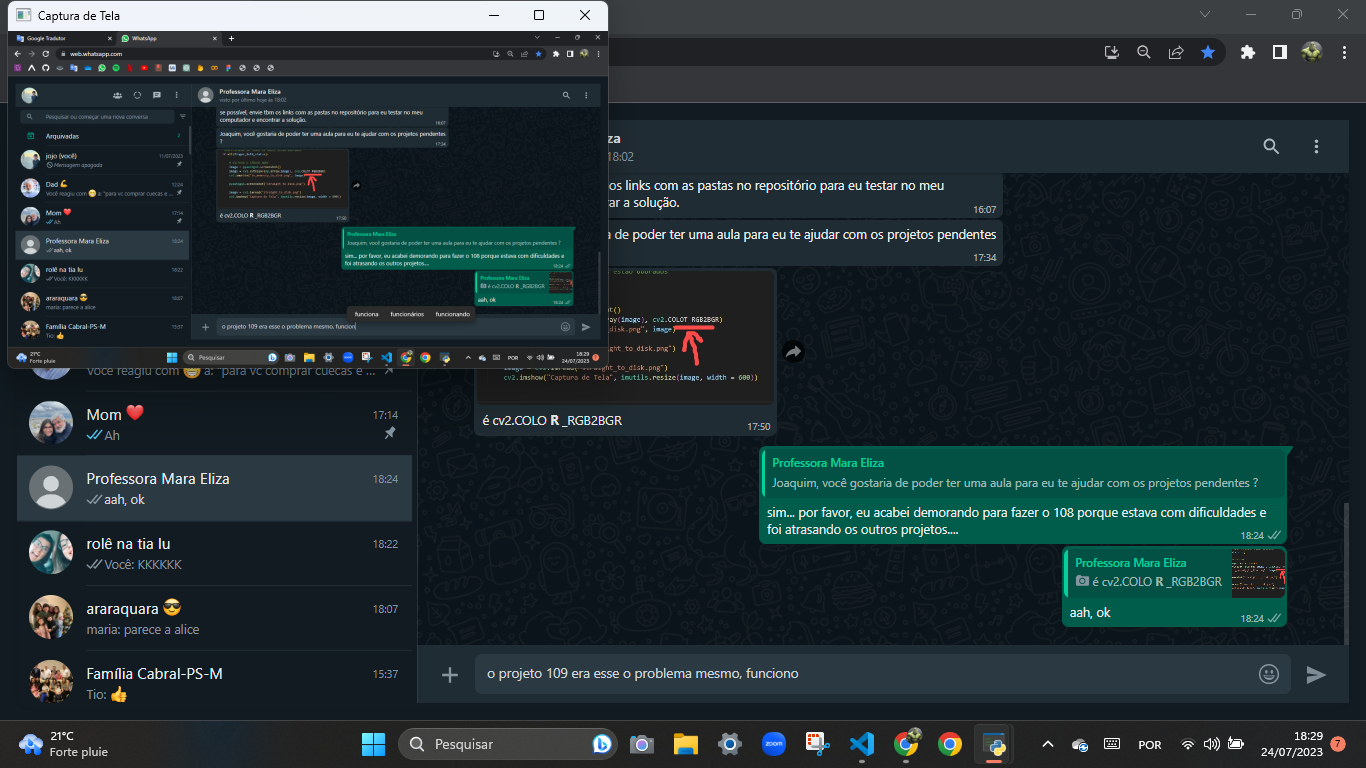 Captura de Tela
Google Tradutor
WhatsApp
web.whatsapp.com
Professora Mara Eliza
visto por último hoje às 18:02
Pesquisar ou começar uma nova conversa
Arquivadas
jojo (você)
11/07/2023
Mensagem apagada
Dad 💪
12:24
Você reagiu com 😁 a: "para vc comprar cuecas e ...
Mom ❤️
17:14
Ah
Professora Mara Eliza
18:24
aah, ok
rolê na tia lu
18:22
Você: KKKKKK
araraquara 😎
18:07
maria: parece a alice
Família Cabral-PS-M
15:37
Tio: 👍
se possível, envie tbm os links com as pastas no repositório para eu testar no meu
computador e encontrar a solução.
16:07
Joaquim, você gostaria de poder ter uma aula para eu te ajudar com os projetos pendentes
?
17:34
é cv2.COLO R _RGB2BGR
17:50
Professora Mara Eliza
Joaquim, você gostaria de poder ter uma aula para eu te ajudar com os projetos pendentes ?
sim... por favor, eu acabei demorando para fazer o 108 porque estava com dificuldades e
foi atrasando os outros projetos....
18:24
Professora Mara Eliza
é cv2.COLO R _RGB2BGR
aah, ok
18:24
funciona
funcionários
funcionando
o projeto 109 era esse o problema mesmo, funcion
21°C
Forte pluie
Pesquisar
POR
18:29
24/07/2023
za
18:02
os links com as pastas no repositório para eu testar no meu
ar a solução.
16:07
a de poder ter uma aula para eu te ajudar com os projetos pendentes
17:34
estão dobrados
ot()
ray(image), cv2.COLOT_RGB2BGR)
disk.png", image)
ight_to_disk.png")
image = cv2.imread("straight_to_disk.png")
cv2.imshow("Captura de Tela", imutils.resize(image, width = 600))
é cv2.COLO R _RGB2BGR
17:50
Você reagiu com 😁 a: "para vc comprar cuecas e ...
Mom ❤️
17:14
Ah
Professora Mara Eliza
18:24
aah, ok
rolê na tia lu
18:22
Você: KKKKKK
araraquara 😎
18:07
maria: parece a alice
Família Cabral-PS-M
15:37
Tio: 👍
Professora Mara Eliza
Joaquim, você gostaria de poder ter uma aula para eu te ajudar com os projetos pendentes ?
sim... por favor, eu acabei demorando para fazer o 108 porque estava com dificuldades e
foi atrasando os outros projetos....
18:24
Professora Mara Eliza
é cv2.COLO R _RGB2BGR
aah, ok
18:24
o projeto 109 era esse o problema mesmo, funciono
21°C
Forte pluie
Pesquisar
zoom
POR
18:29
24/07/2023
7